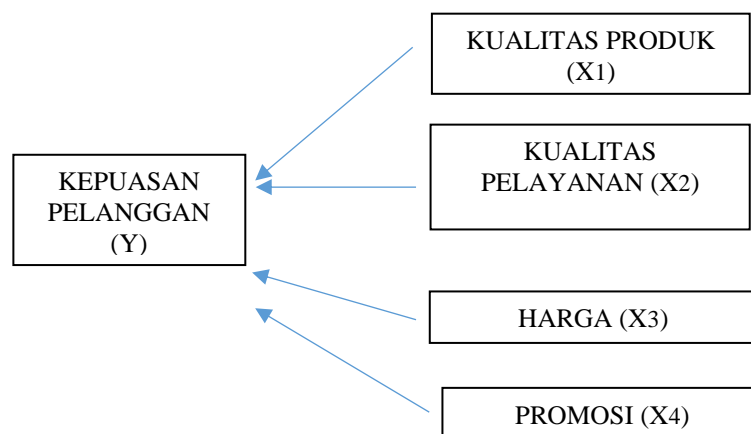 KUALITAS PRODUK
(X1)
KUALITAS
PELAYANAN (X2)
KEPUASAN
PELANGGAN
(Y)
HARGA (X3)
PROMOSI (X4)